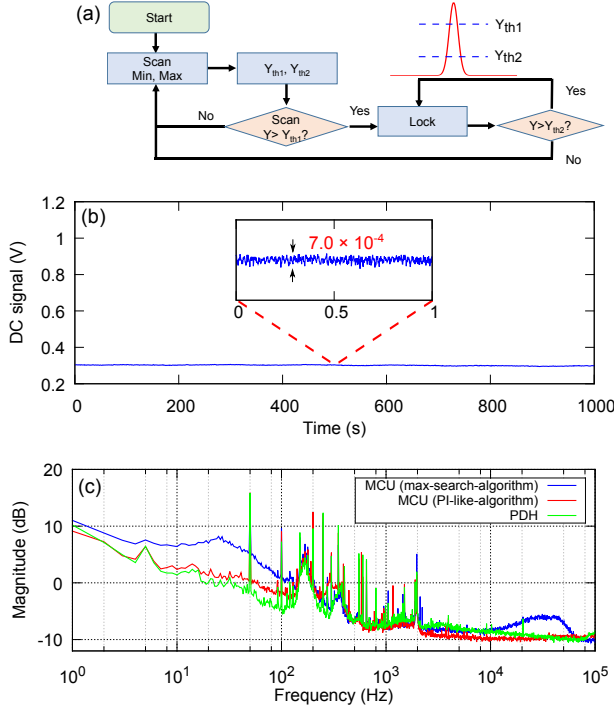 (a)
Start
Scan
Min, Max
Yth1, Yth2
Scan
Y> Yth1?
No
Yes
Lock
Y>Yth2?
Yes
No
Yth1
Yth2
(b)
DC signal (V)
1.2
1
0.8
0.6
0.4
0.2
7.0 × 10-4
0
0.5
1
0
200
400
600
800
1000
Time (s)
(c)
MCU (max-search-algorithm)
MCU (PI-like-algorithm)
PDH
Magnitude (dB)
20
10
0
-10
10⁰
10¹
10²
10³
10⁴
10⁵
Frequency (Hz)